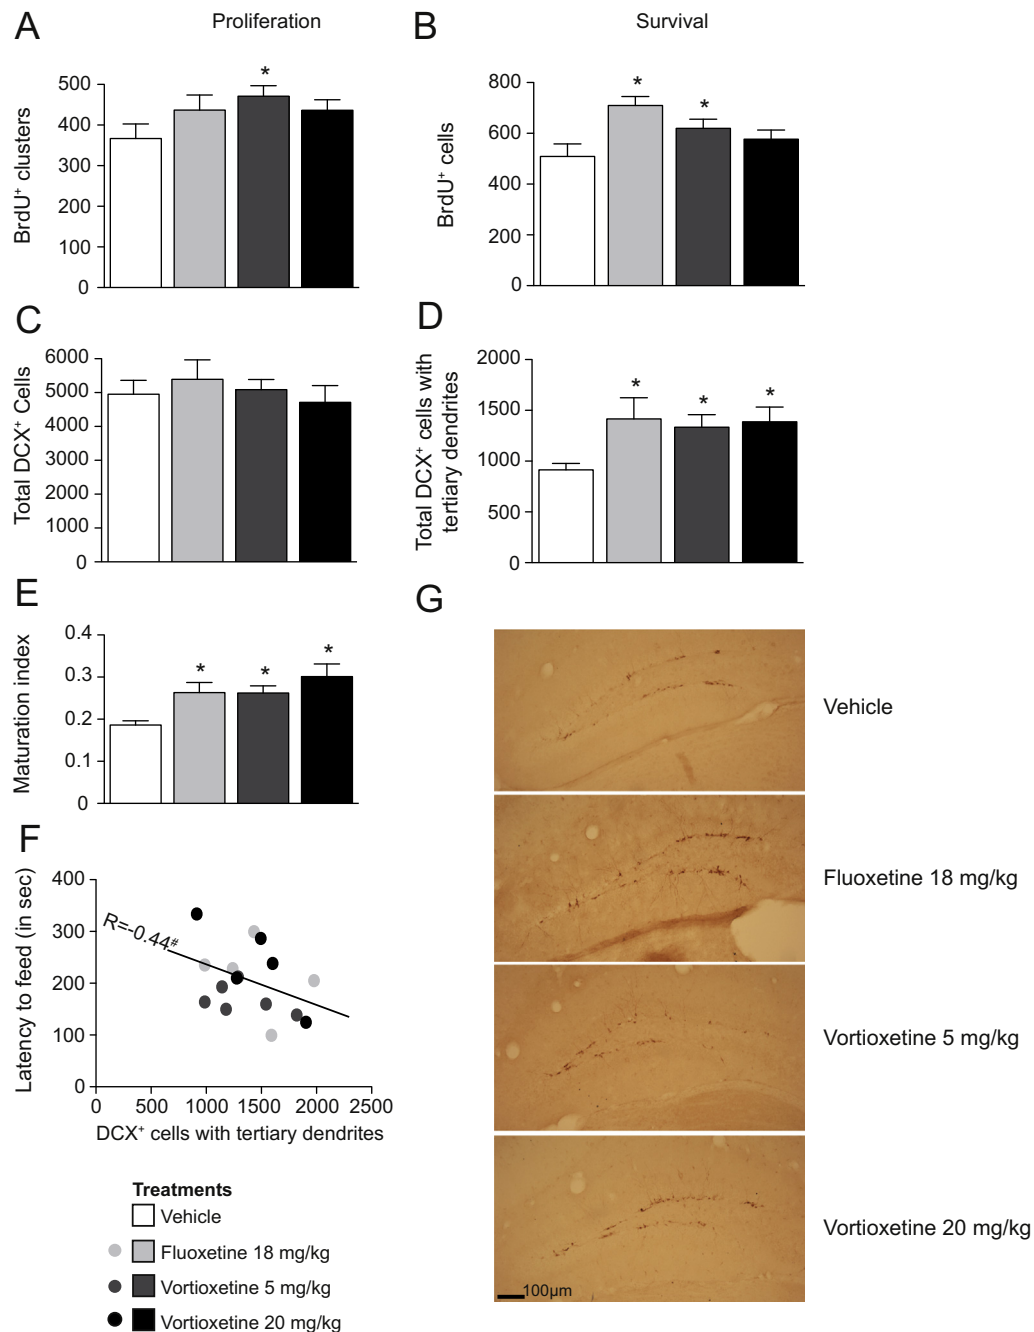 A
Proliferation
BrdU⁺ clusters
500
400
300
200
100
0
*
B
Survival
BrdU⁺ cells
800
600
400
200
0
*
*
C
Total DCX⁺ Cells
6000
5000
4000
3000
2000
1000
0
D
Total DCX⁺ cells with
tertiary dendrites
2000
1500
1000
500
0
*
*
*
E
Maturation index
0.4
0.3
0.2
0.1
0
*
*
*
F
Latency to feed (in sec)
400
300
200
100
0
R=-0.44#
0 500 1000 1500 2000 2500
DCX⁺ cells with tertiary dendrites
Treatments
Vehicle
Fluoxetine 18 mg/kg
Vortioxetine 5 mg/kg
Vortioxetine 20 mg/kg
G
Vehicle
Fluoxetine 18 mg/kg
Vortioxetine 5 mg/kg
Vortioxetine 20 mg/kg
100µm